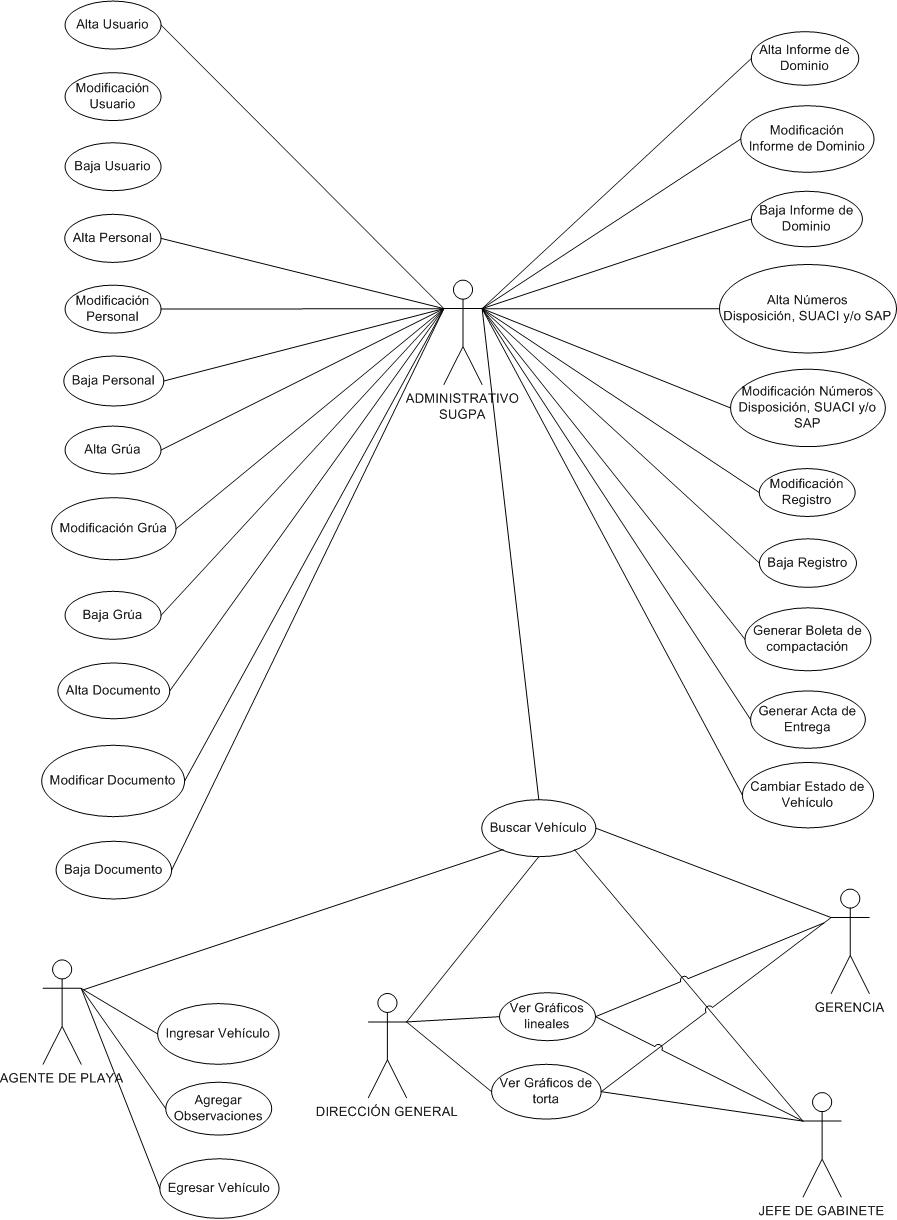 Alta Usuario
Modificación
Usuario
Baja Usuario
Alta Personal
Modificación
Personal
Baja Personal
Alta Grúa
Modificación Grúa
Baja Grúa
Alta Documento
Modificar Documento
Baja Documento
ADMINISTRATIVO
SUGPA
Alta Informe de
Dominio
Modificación
Informe de Dominio
Baja Informe de
Dominio
Alta Números
Disposición, SUACI y/o SAP
Modificación Números
Disposición, SUACI y/o
SAP
Modificación
Registro
Baja Registro
Generar Boleta de
compactación
Generar Acta de
Entrega
Cambiar Estado de
Vehículo
Buscar Vehículo
AGENTE DE PLAYA
Ingresar Vehículo
Agregar
Observaciones
Egresar Vehículo
DIRECCIÓN GENERAL
Ver Gráficos
lineales
Ver Gráficos de
torta
GERENCIA
JEFE DE GABINETE